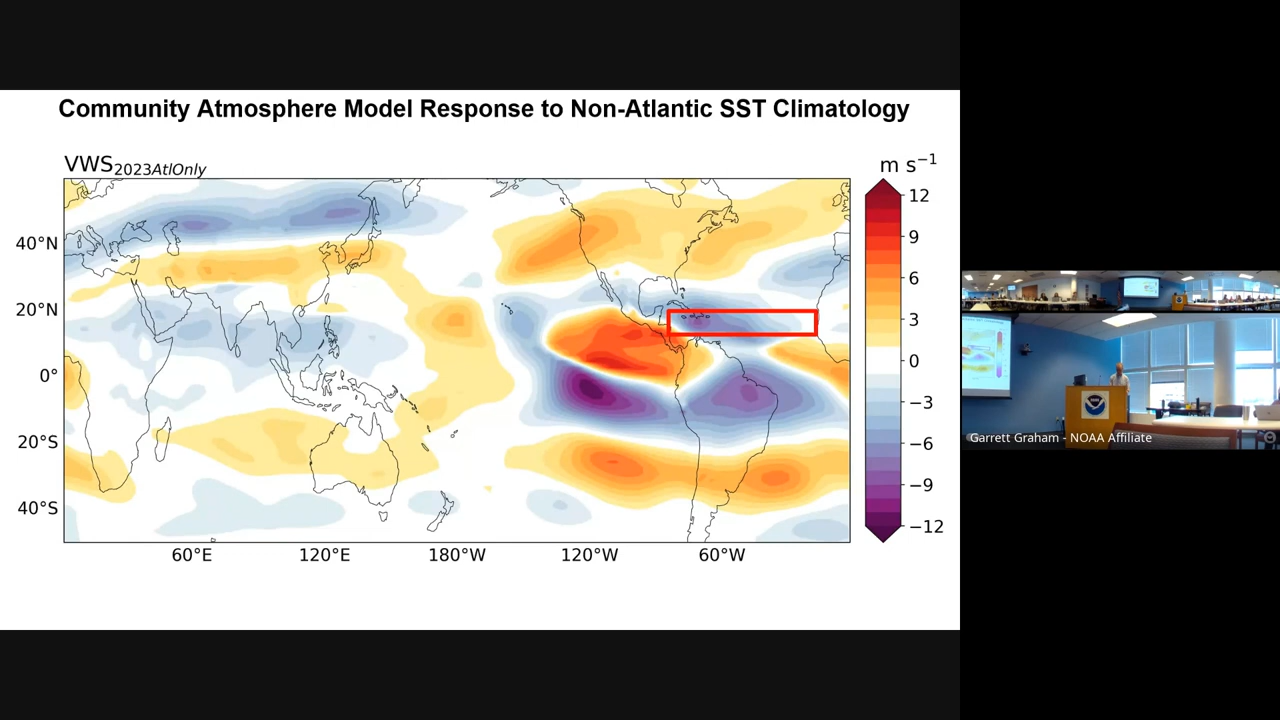 Community Atmosphere Model Response to Non-Atlantic SST Climatology
VWS2023AtlOnly
m s−1
40°N
20°N
0°
20°S
40°S
60°E
120°E
180°W
120°W
60°W
12
9
6
3
0
−3
−6
−9
−12
Garrett Graham - NOAA Affiliate